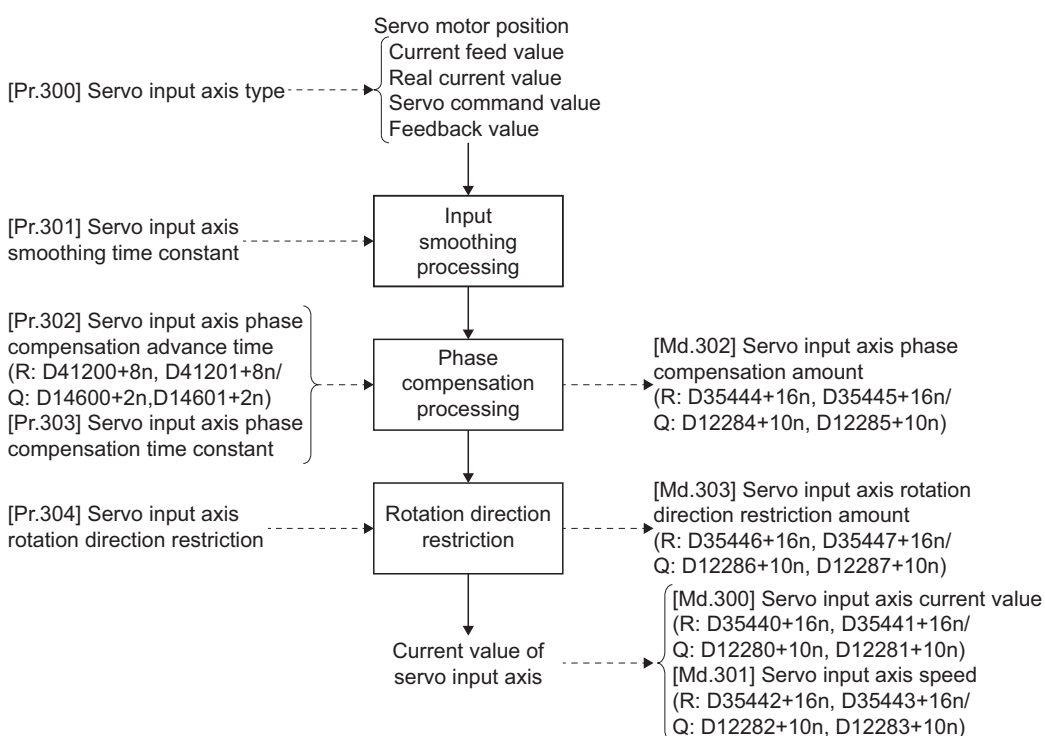 Servo motor position
Current feed value
Real current value
Servo command value
Feedback value
[Pr.300] Servo input axis type
[Pr.301] Servo input axis
smoothing time constant
Input
smoothing
processing
[Pr.302] Servo input axis phase
compensation advance time
(R: D41200+8n, D41201+8n/
Q: D14600+2n,D14601+2n)
[Pr.303] Servo input axis phase
compensation time constant
Phase
compensation
processing
[Md.302] Servo input axis phase
compensation amount
(R: D35444+16n, D35445+16n/
Q: D12284+10n, D12285+10n)
[Pr.304] Servo input axis
rotation direction restriction
Rotation direction
restriction
[Md.303] Servo input axis rotation
direction restriction amount
(R: D35446+16n, D35447+16n/
Q: D12286+10n, D12287+10n)
Current value of
servo input axis
[Md.300] Servo input axis current value
(R: D35440+16n, D35441+16n/
Q: D12280+10n, D12281+10n)
[Md.301] Servo input axis speed
(R: D35442+16n, D35443+16n/
Q: D12282+10n, D12283+10n)